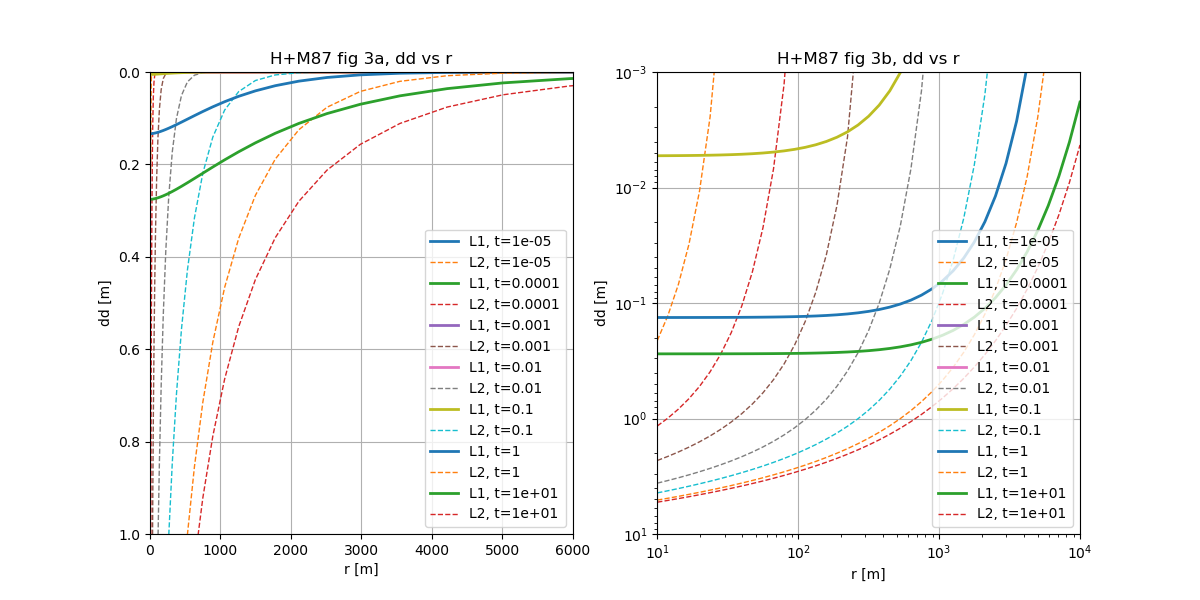 H+M87 fig 3a, dd vs r
0.0
0.2
0.4
0.6
0.8
1.0
dd [m]
0
1000
2000
3000
4000
5000
6000
r [m]
L1, t=1e-05
L2, t=1e-05
L1, t=0.0001
L2, t=0.0001
L1, t=0.001
L2, t=0.001
L1, t=0.01
L2, t=0.01
L1, t=0.1
L2, t=0.1
L1, t=1
L2, t=1
L1, t=1e+01
L2, t=1e+01
H+M87 fig 3b, dd vs r
10⁻³
10⁻²
10⁻¹
10⁰
10¹
dd [m]
10¹
10²
10³
10⁴
r [m]
L1, t=1e-05
L2, t=1e-05
L1, t=0.0001
L2, t=0.0001
L1, t=0.001
L2, t=0.001
L1, t=0.01
L2, t=0.01
L1, t=0.1
L2, t=0.1
L1, t=1
L2, t=1
L1, t=1e+01
L2, t=1e+01